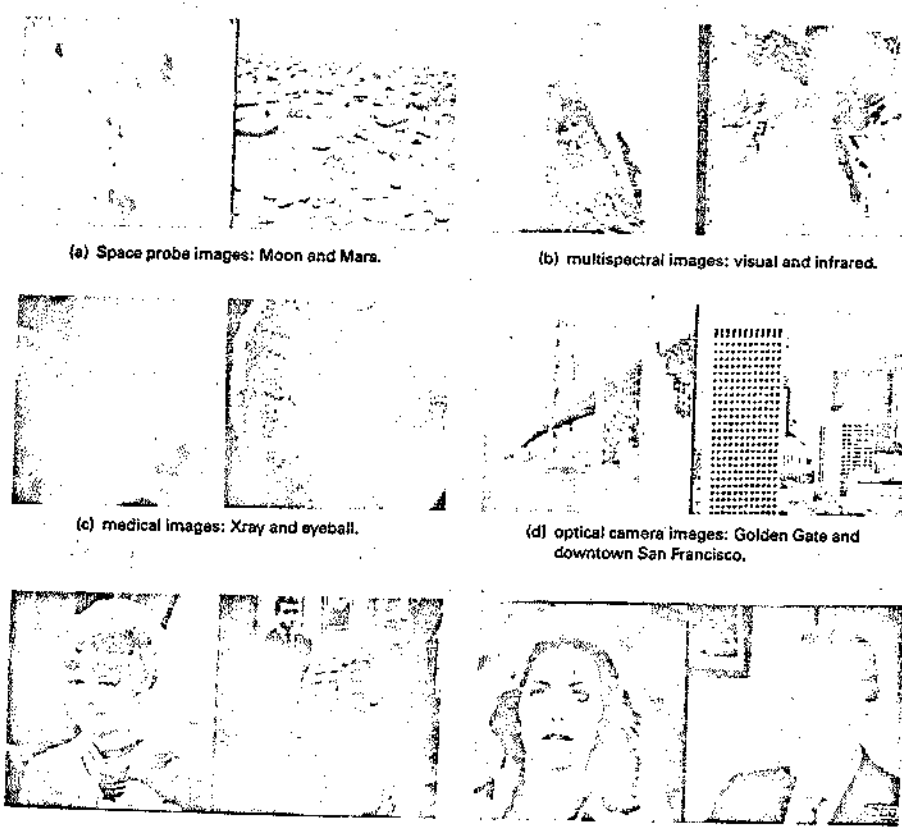 (a) Space probe images: Moon and Mars.
(b) multispectral images: visual and infrared.
(c) medical images: Xray and eyeball.
(d) optical camera images: Golden Gate and
downtown San Francisco.